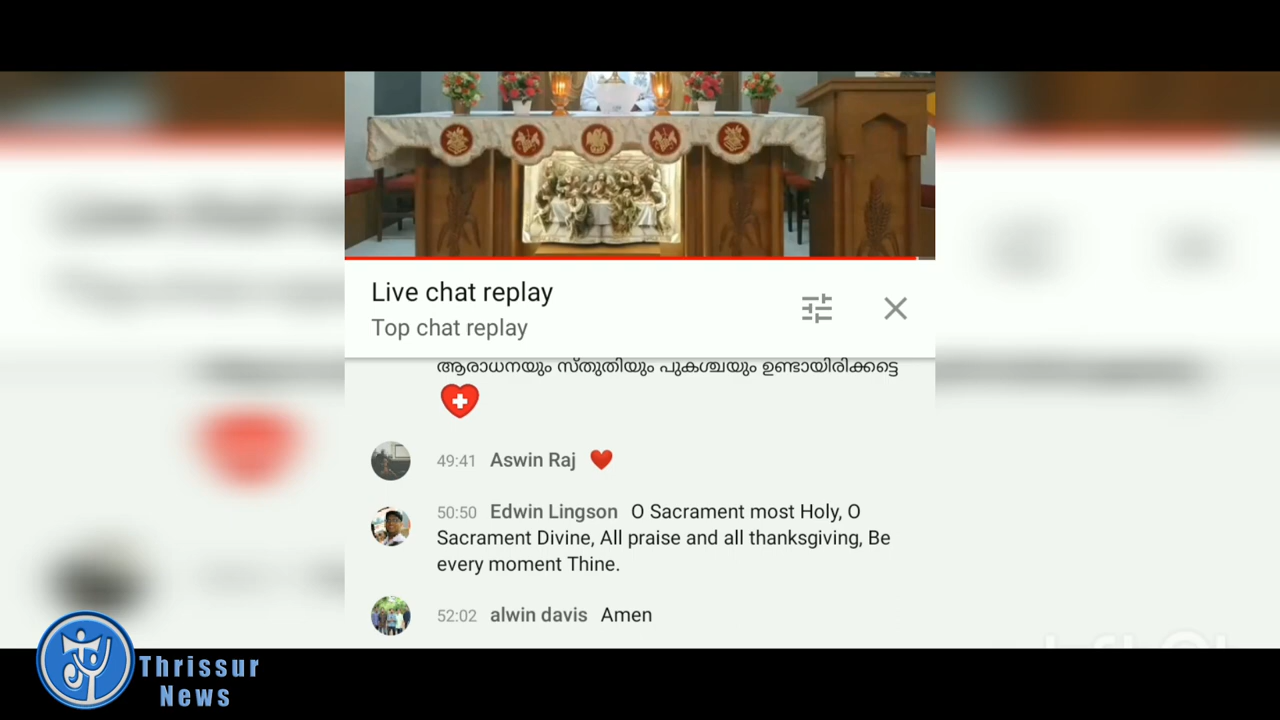 Live chat replay
Top chat replay
ആരാധനയും സ്തുതിയും പുകഴ്ചയും ഉണ്ടായിരിക്കട്ടെ
49:41 Aswin Raj ❤️
50:50 Edwin Lingson O Sacrament most Holy, O
Sacrament Divine, All praise and all thanksgiving, Be
every moment Thine.
52:02 alwin davis Amen
Thrissur
News